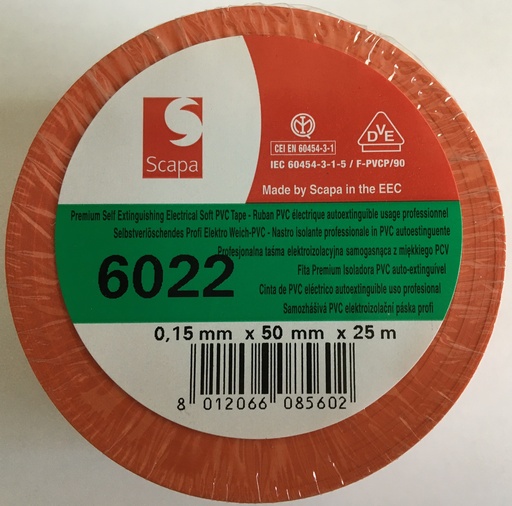 Scapa
CEI EN 60454-3-1
DVE
IEC 60454-3-1-5 / F-PVCP/90
Made by Scapa in the EEC
Premium Self Extinguishing Electrical Soft PVC Tape - Ruban PVC électrique autoextinguible usage professionnel
Selbstverlöschendes Profi Elektro Weich-PVC - Nastro isolante professionale in PVC autoestinguente
Profesjonalna taśma elektroizolacyjna samogasnąca z miękkiego PCV
6022
Fita Premium Isoladora PVC auto-extinguível
Cinta de PVC eléctrico autoextinguible uso profesional
Samozhášivá PVC elektroizolační páska profi
0,15 mm x 50 mm x 25 m
8 012066 085602